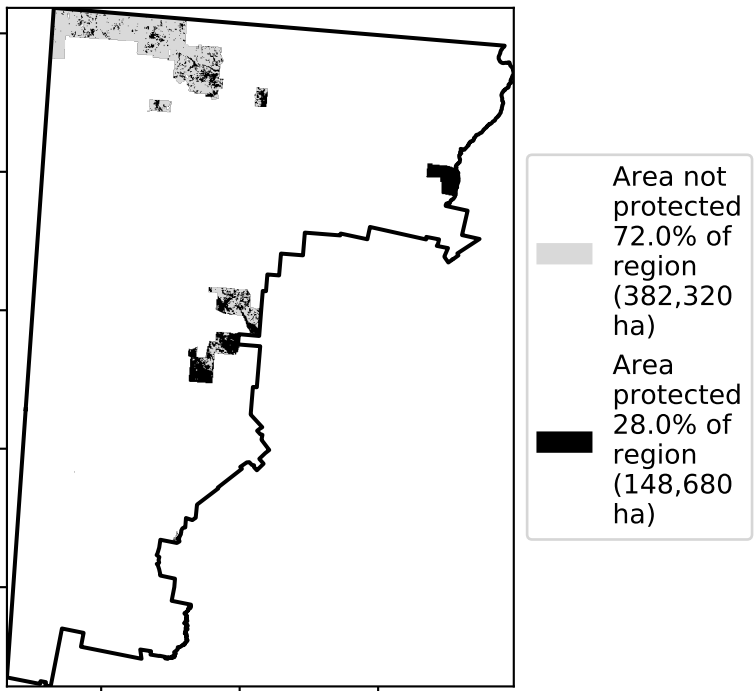 Area not
protected
72.0% of
region
(382,320
ha)
Area
protected
28.0% of
region
(148,680
ha)